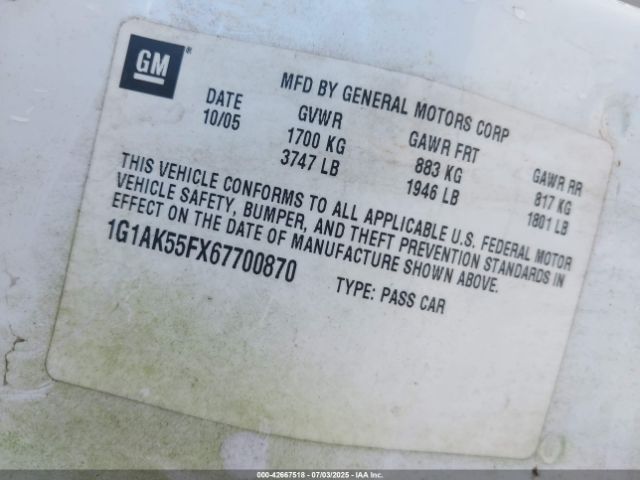 GM®
MFD BY GENERAL MOTORS CORP
DATE GVWR GAWR FRT GAWR RR
10/05 1700 KG 883 KG 817 KG
3747 LB 1946 LB 1801 LB
THIS VEHICLE CONFORMS TO ALL APPLICABLE U.S. FEDERAL MOTOR
VEHICLE SAFETY, BUMPER, AND THEFT PREVENTION STANDARDS IN
EFFECT ON THE DATE OF MANUFACTURE SHOWN ABOVE.
1G1AK55FX67700870
TYPE: PASS CAR
000-42667518 | 07/03/2025 - IAA Inc.